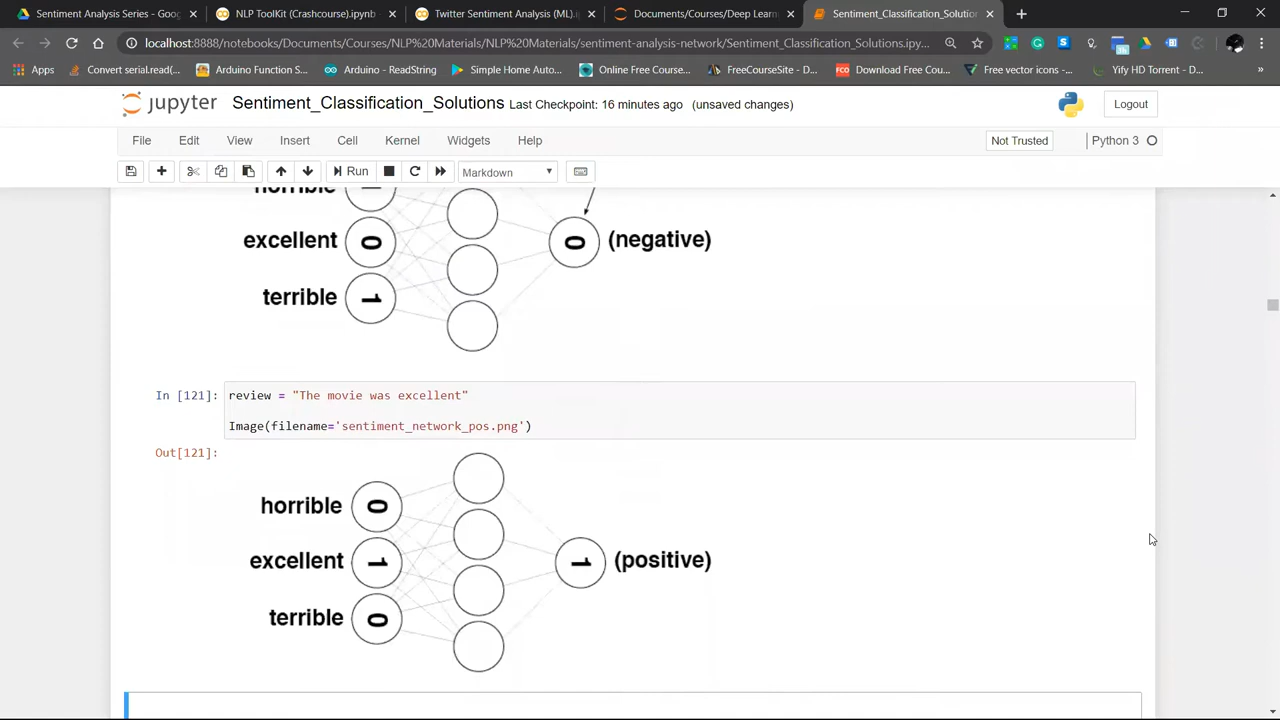 Sentiment Analysis Series - Goog
NLP ToolKit (Crashcourse).ipynb
Twitter Sentiment Analysis (ML).i
Documents/Courses/Deep Learn
Sentiment_Classification_Solution
localhost:8888/notebooks/Documents/Courses/NLP%20Materials/NLP%20Materials/sentiment-analysis-network/Sentiment_Classification_Solutions.ipy...
Apps
Convert serial.read(...
Arduino Function S...
Arduino - ReadString
Simple Home Auto...
Online Courses - L...
FreeCourseSite - D...
FCO
Download Free Cou...
Free vector icons -...
Yify HD Torrent - D...
jupyter
Sentiment_Classification_Solutions Last Checkpoint: 16 minutes ago (unsaved changes)
Logout
File Edit View Insert Cell Kernel Widgets Help
Not Trusted
Python 3
Run
Markdown
horrible
excellent 0 0 (negative)
terrible 1
In [121]: review = "The movie was excellent"
Image(filename='sentiment_network_pos.png')
Out[121]:
horrible 0
excellent 1 1 (positive)
terrible 0